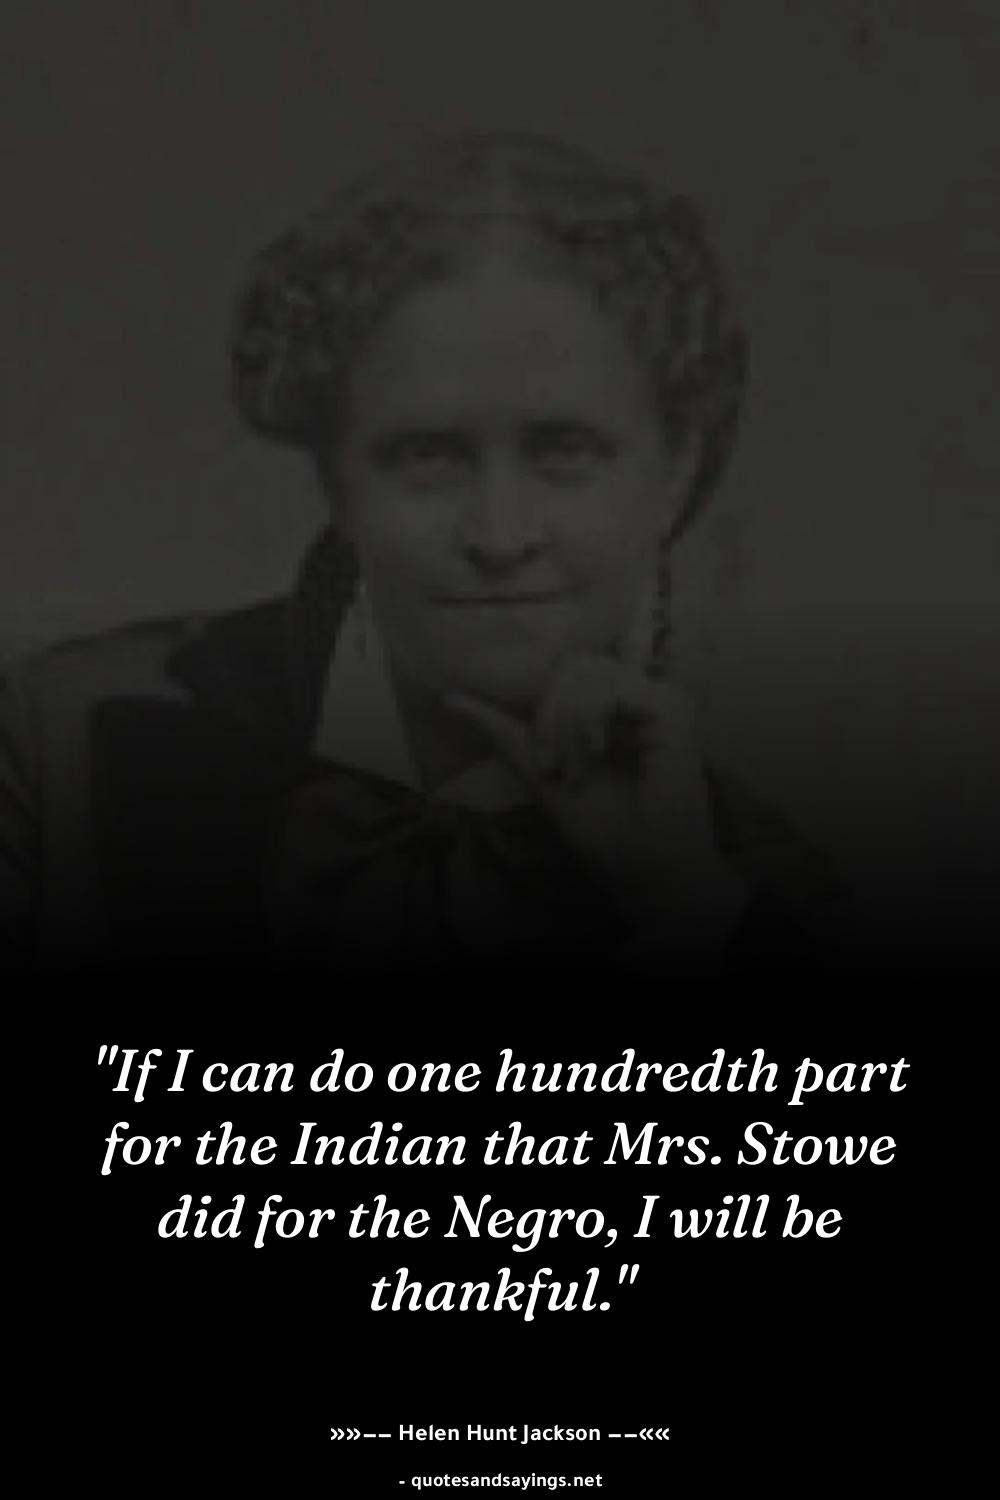 "If I can do one hundredth part
for the Indian that Mrs. Stowe
did for the Negro, I will be
thankful."
»»−− Helen Hunt Jackson −−««
- quotesandsayings.net